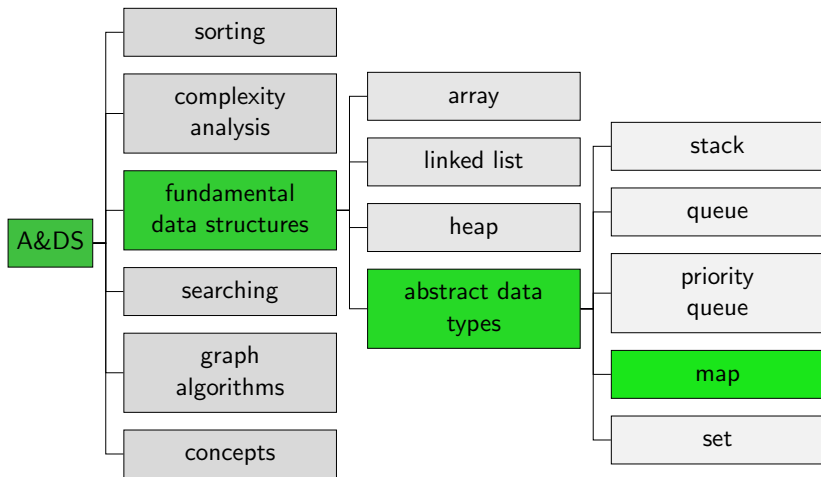 A&DS
sorting
complexity
analysis
fundamental
data structures
searching
graph
algorithms
concepts
array
linked list
heap
abstract data
types
stack
queue
priority
queue
map
set